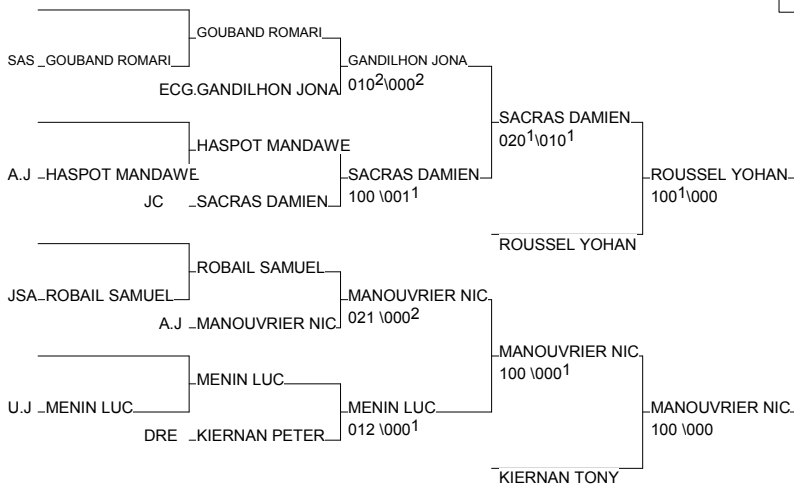 GOUBAND ROMARI
SAS GOUBAND ROMARI
GANDILHON JONA
ECG.GANDILHON JONA
010²\000²
SACRAS DAMIEN
020¹\010¹
HASPOT MANDAWE
A.J HASPOT MANDAWE
SACRAS DAMIEN
100 \001¹
ROUSSEL YOHAN
100¹\000
JC SACRAS DAMIEN
ROUSSEL YOHAN
ROBAIL SAMUEL
JSA ROBAIL SAMUEL
MANOUVRIER NIC
021 \000²
A.J MANOUVRIER NIC
MANOUVRIER NIC
100 \000¹
MENIN LUC
U.J MENIN LUC
MENIN LUC
012 \000¹
MANOUVRIER NIC
100 \000
DRE KIERNAN PETER
KIERNAN TONY